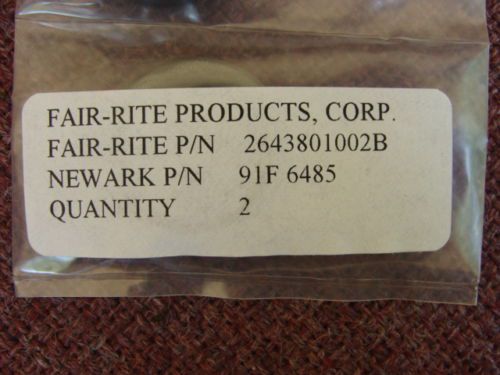 FAIR-RITE PRODUCTS, CORP.
FAIR-RITE P/N 2643801002B
NEWARK P/N 91F 6485
QUANTITY 2